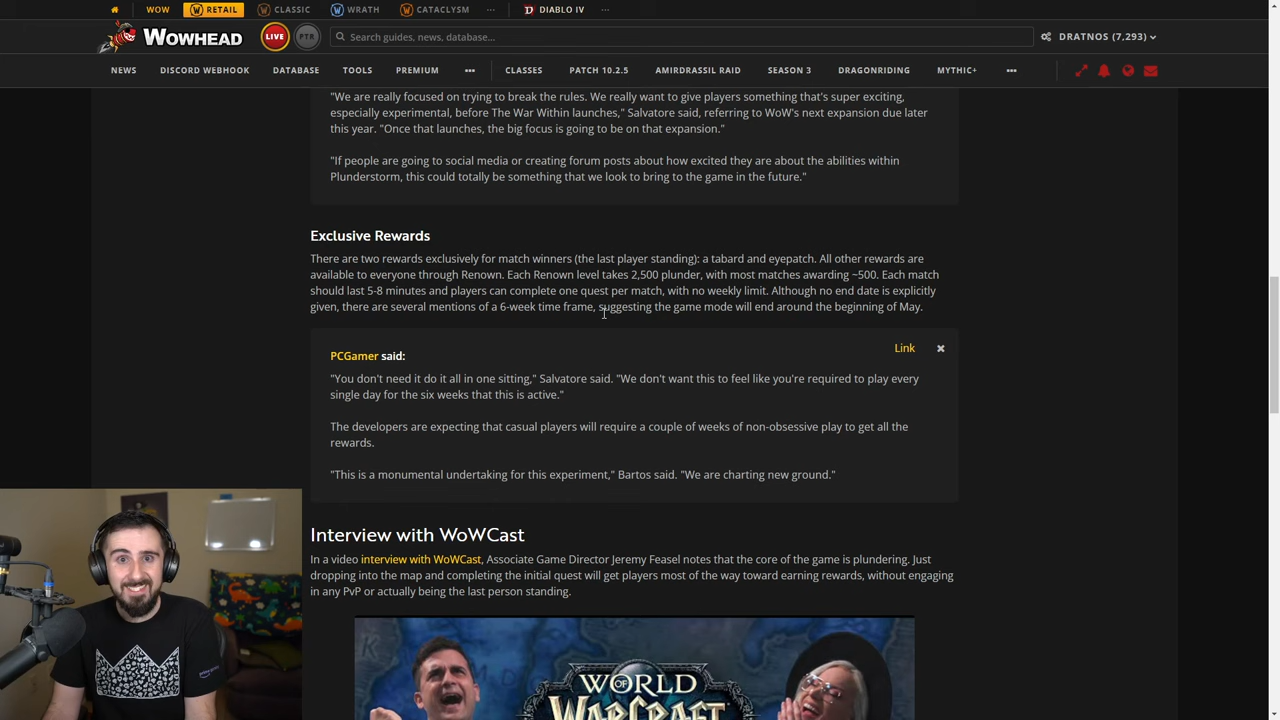 WOW
RETAIL
CLASSIC
WRATH
CATACLYSM
DIABLO IV
WOWHEAD
LIVE
PTR
Search guides, news, database...
DRATNOS (7,293)
NEWS
DISCORD WEBHOOK
DATABASE
TOOLS
PREMIUM
CLASSES
PATCH 10.2.5
AMIRDRASSIL RAID
SEASON 3
DRAGONRIDING
MYTHIC+
"We are really focused on trying to break the rules. We really want to give players something that's super exciting,
especially experimental, before The War Within launches," Salvatore said, referring to WoW's next expansion due later
this year. "Once that launches, the big focus is going to be on that expansion."
"If people are going to social media or creating forum posts about how excited they are about the abilities within
Plunderstorm, this could totally be something that we look to bring to the game in the future."
Exclusive Rewards
There are two rewards exclusively for match winners (the last player standing): a tabard and eyepatch. All other rewards are
available to everyone through Renown. Each Renown level takes 2,500 plunder, with most matches awarding ~500. Each match
should last 5-8 minutes and players can complete one quest per match, with no weekly limit. Although no end date is explicitly
given, there are several mentions of a 6-week time frame, suggesting the game mode will end around the beginning of May.
PCGamer said:
Link
"You don't need it do it all in one sitting," Salvatore said. "We don't want this to feel like you're required to play every
single day for the six weeks that this is active."
The developers are expecting that casual players will require a couple of weeks of non-obsessive play to get all the
rewards.
"This is a monumental undertaking for this experiment," Bartos said. "We are charting new ground."
Interview with WoWCast
In a video interview with WoWCast, Associate Game Director Jeremy Feasel notes that the core of the game is plundering. Just
dropping into the map and completing the initial quest will get players most of the way toward earning rewards, without engaging
in any PvP or actually being the last person standing.
WORLD
OF
WARCRAFT